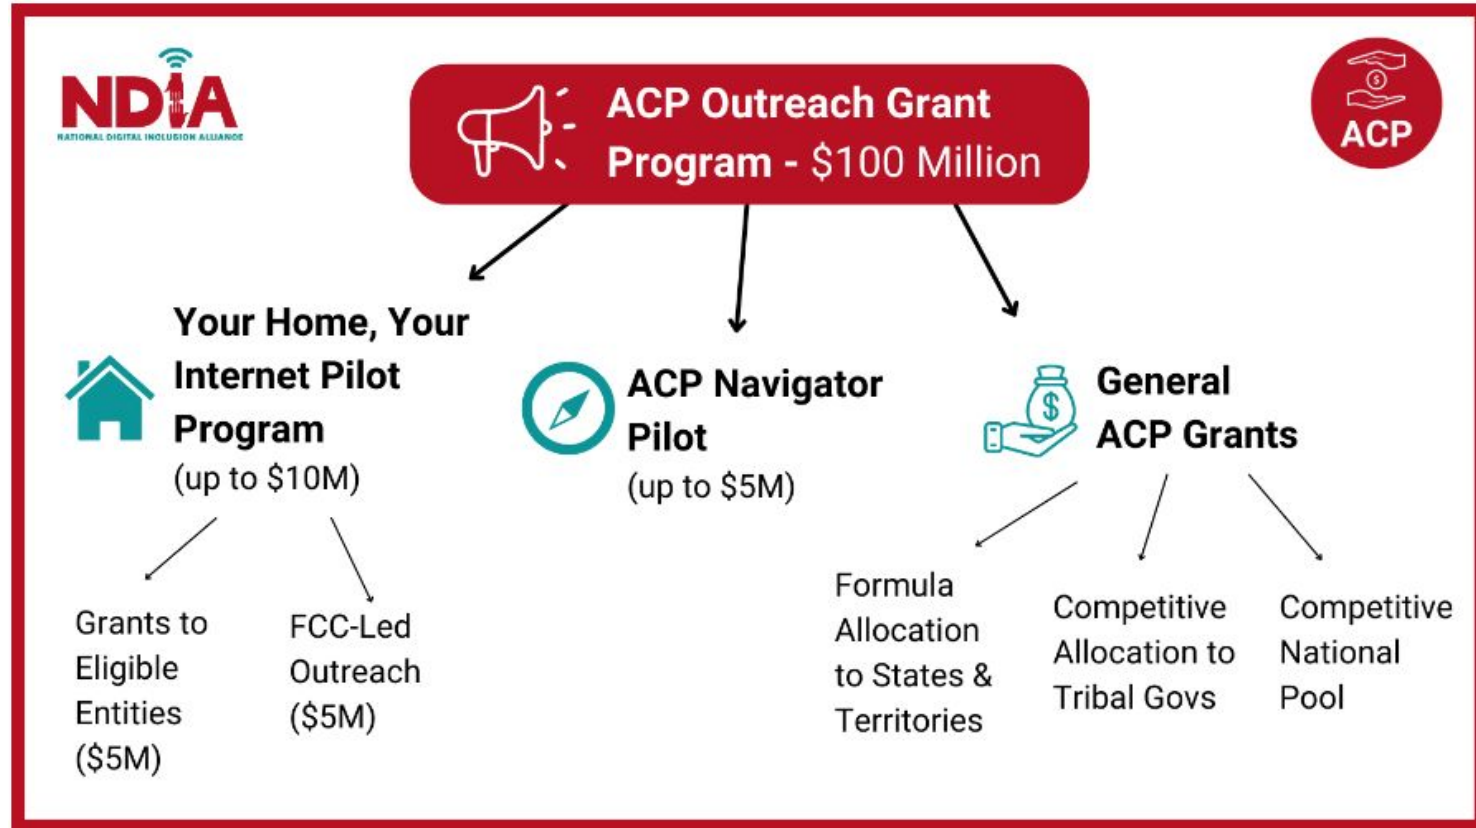 NDIA
NATIONAL DIGITAL INCLUSION ALLIANCE
ACP Outreach Grant
Program - $100 Million
$
ACP
Your Home, Your
Internet Pilot
Program
(up to $10M)
ACP Navigator
Pilot
(up to $5M)
$
General
ACP Grants
Grants to
Eligible
Entities
($5M)
FCC-Led
Outreach
($5M)
Formula
Allocation
to States &
Territories
Competitive
Allocation to
Tribal Govs
Competitive
National
Pool